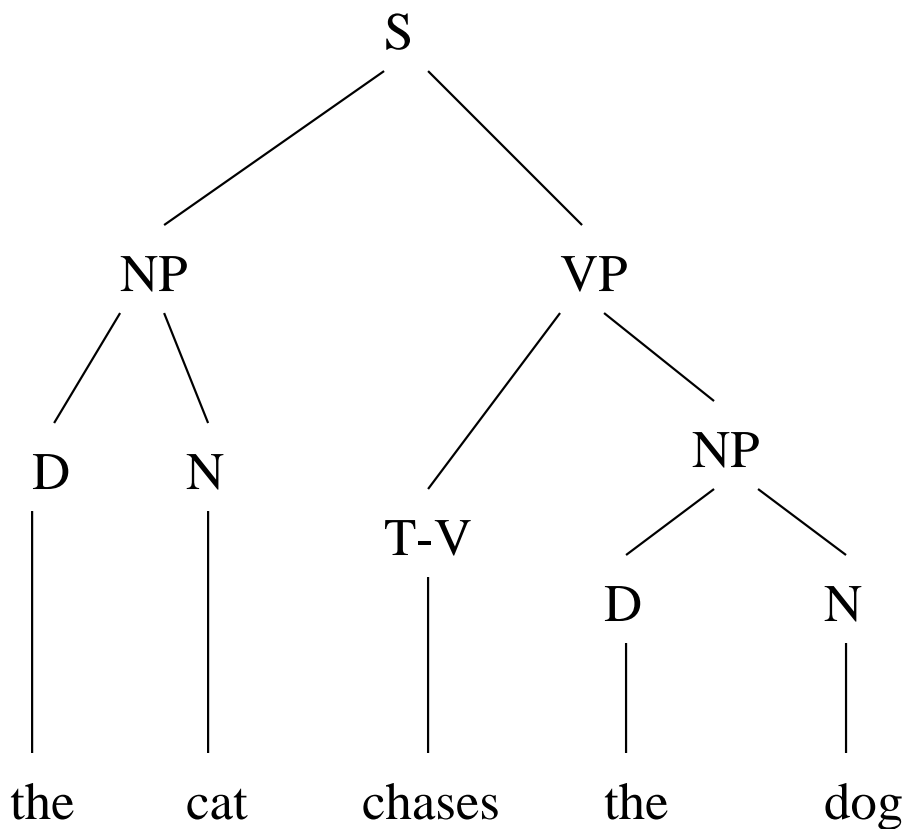 S
NP VP
NP
D N
T-V
D N
the cat chases the dog